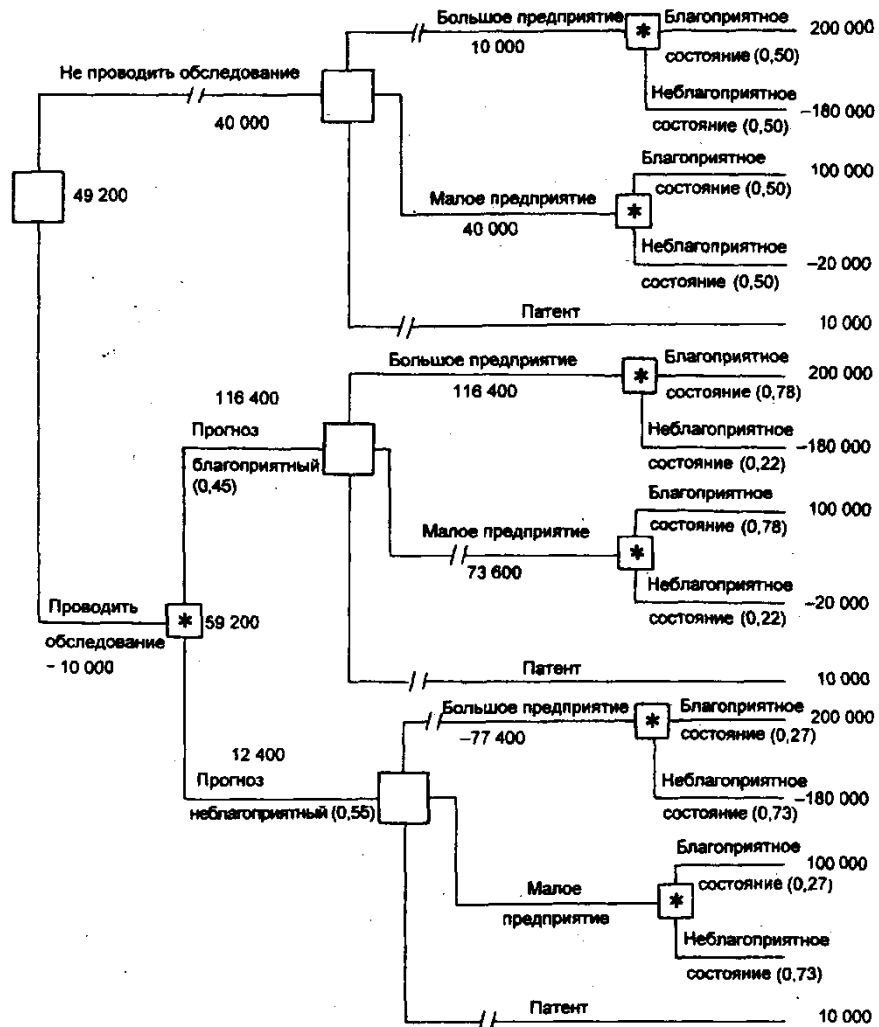 Большое предприятие
10 000
Благоприятное
200 000
состояние (0,50)
Не проводить обследование
40 000
Неблагоприятное
−180 000
состояние (0,50)
49 200
Малое предприятие
40 000
Благоприятное
100 000
состояние (0,50)
Неблагоприятное
−20 000
состояние (0,50)
Патент
10 000
Большое предприятие
116 400
Благоприятное
200 000
состояние (0,78)
116 400
Прогноз
благоприятный
(0,45)
Неблагоприятное
−180 000
состояние (0,22)
Малое предприятие
73 600
Благоприятное
100 000
состояние (0,78)
Неблагоприятное
−20 000
состояние (0,22)
Проводить
обследование
− 10 000
* 59 200
Патент
10 000
Большое предприятие
−77 400
Благоприятное
200 000
состояние (0,27)
12 400
Прогноз
неблагоприятный (0,55)
Неблагоприятное
−180 000
состояние (0,73)
Малое
предприятие
Благоприятное
100 000
состояние (0,27)
Неблагоприятное
состояние (0,73)
Патент
10 000